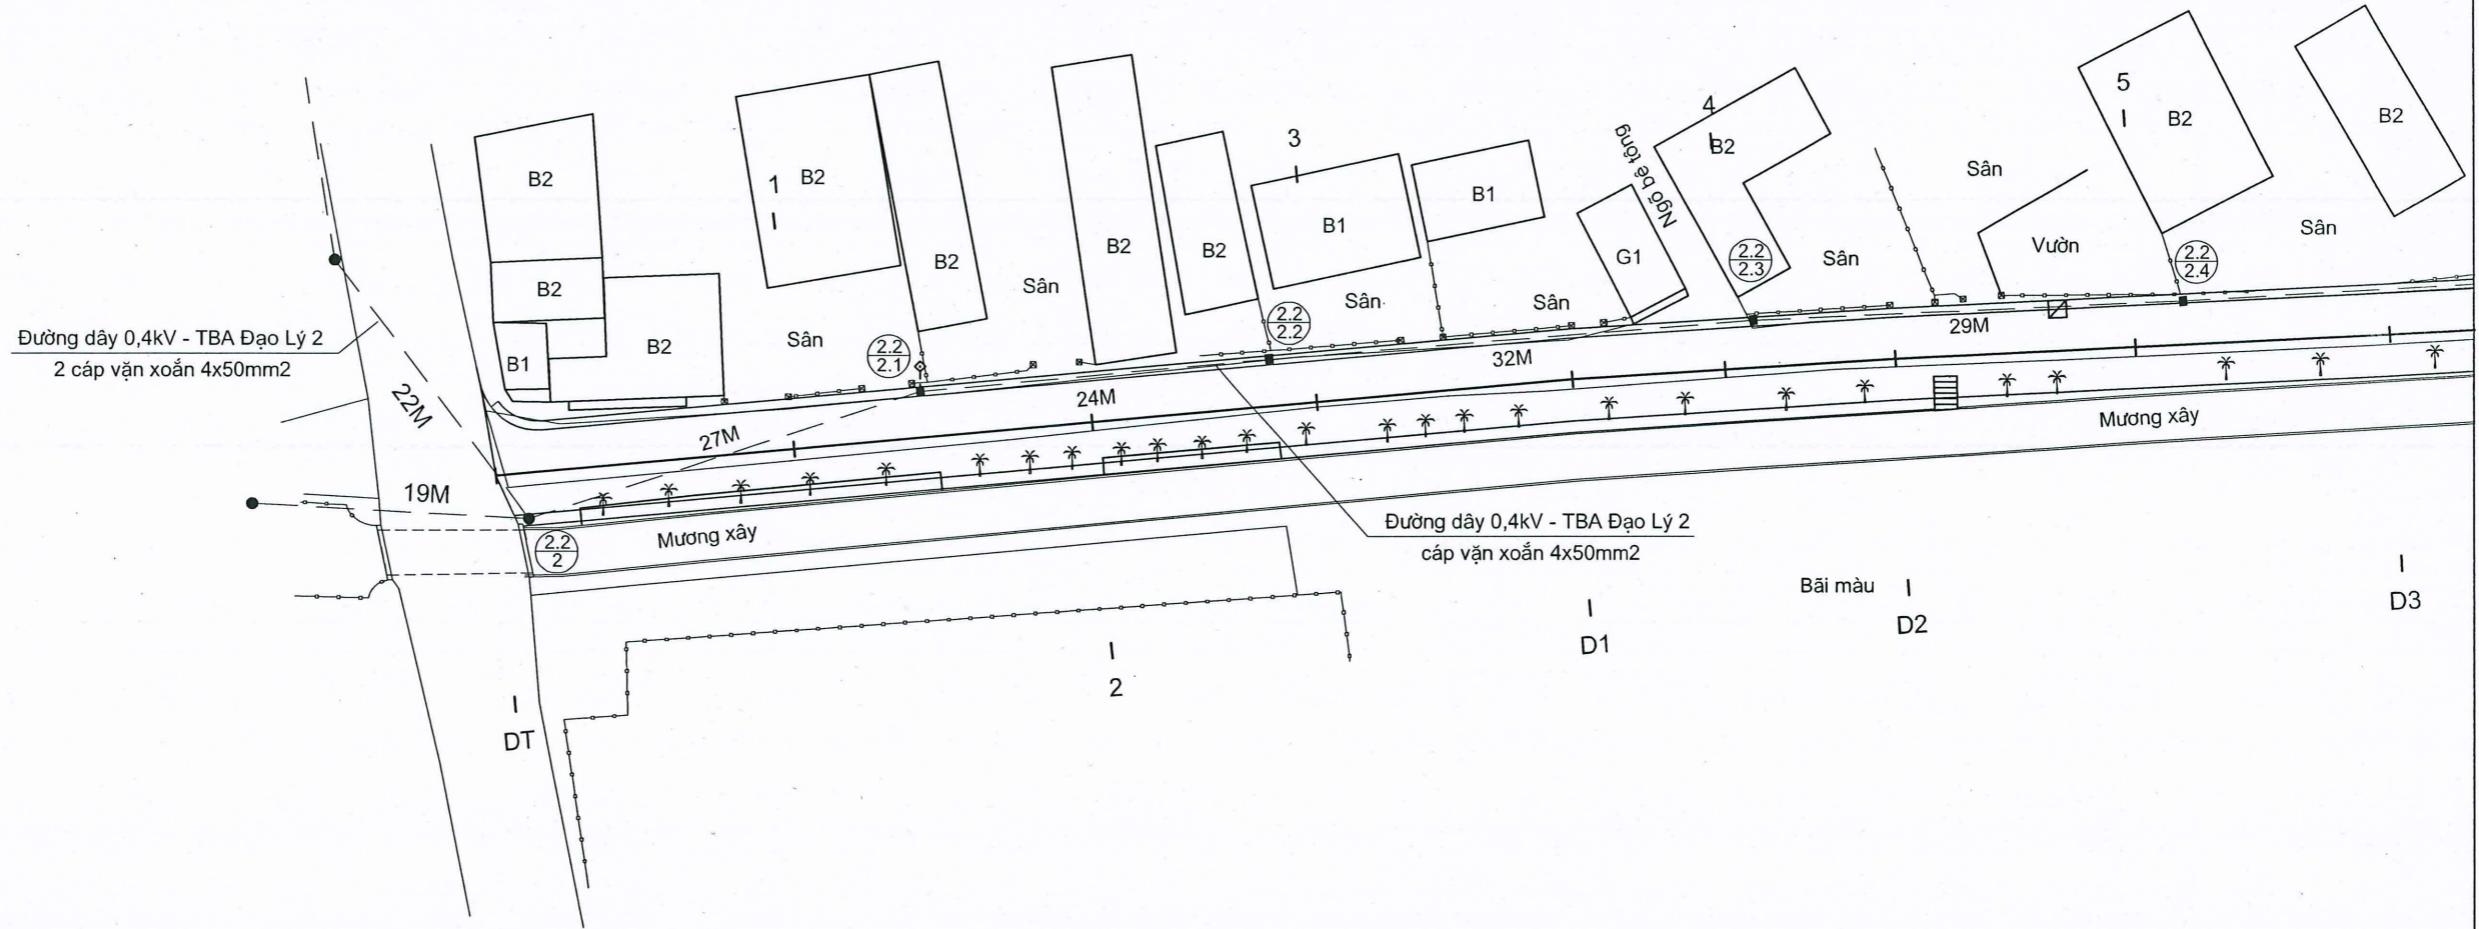 5
4
3
1
B2
B2
B2
B2
B2
B2
B2
B2
B2
B2
B2
B2
B1
B1
B1
G1
Ngõ bê tông
Sân
Sân
Sân
Sân
Sân
Sân
Sân
Vườn
2.2
2.1
2.2
2.2
2.2
2.3
2.2
2.4
Đường dây 0,4kV - TBA Đạo Lý 2
2 cáp vặn xoắn 4x50mm2
22M
27M
24M
32M
29M
19M
Mương xây
Mương xây
2.2
2
Đường dây 0,4kV - TBA Đạo Lý 2
cáp vặn xoắn 4x50mm2
Bãi màu
D1
D2
D3
2
DT